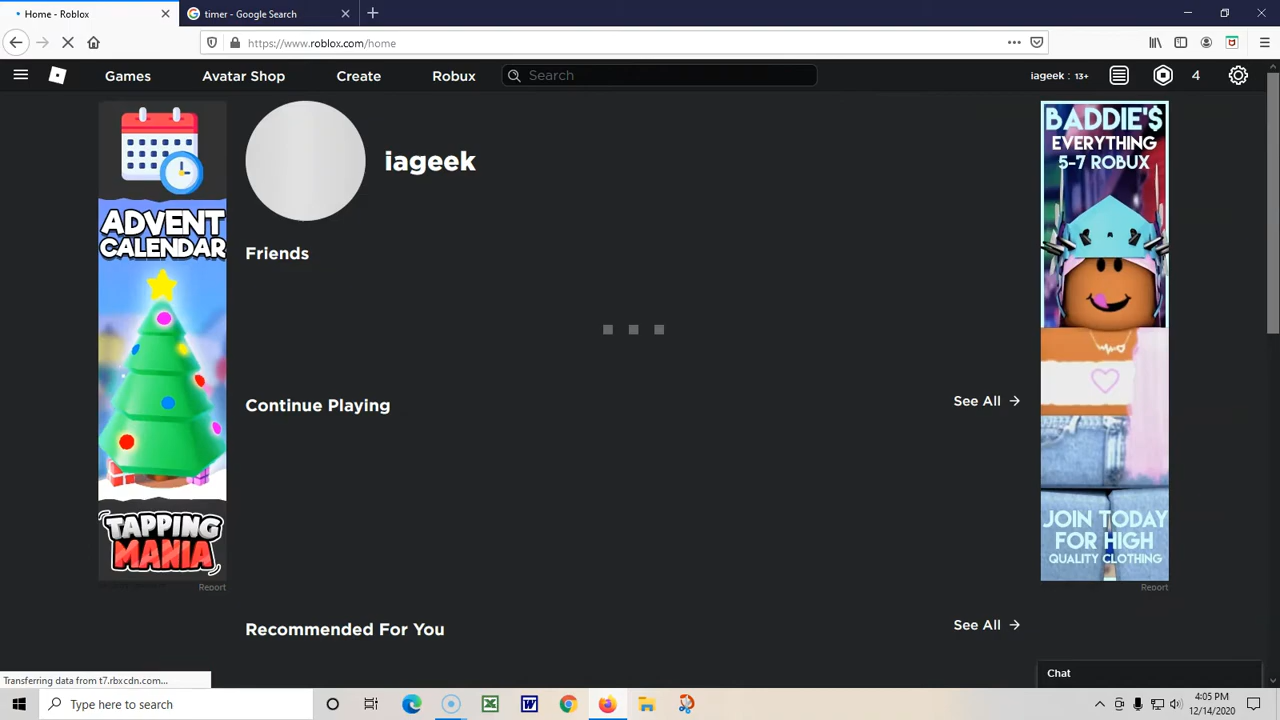 Home - Roblox
timer - Google Search
https://www.roblox.com/home
Games
Avatar Shop
Create
Robux
Search
iageek : 13+
4
ADVENT
CALENDAR
TAPPING
MANIA
Report
iageek
Friends
Continue Playing
See All
Recommended For You
See All
BADDIE'$
EVERYTHING
5-7 ROBUX
JOIN TODAY
FOR HIGH
QUALITY CLOTHING
Report
Chat
Transferring data from t7.rbxcdn.com...
Type here to search
4:05 PM
12/14/2020